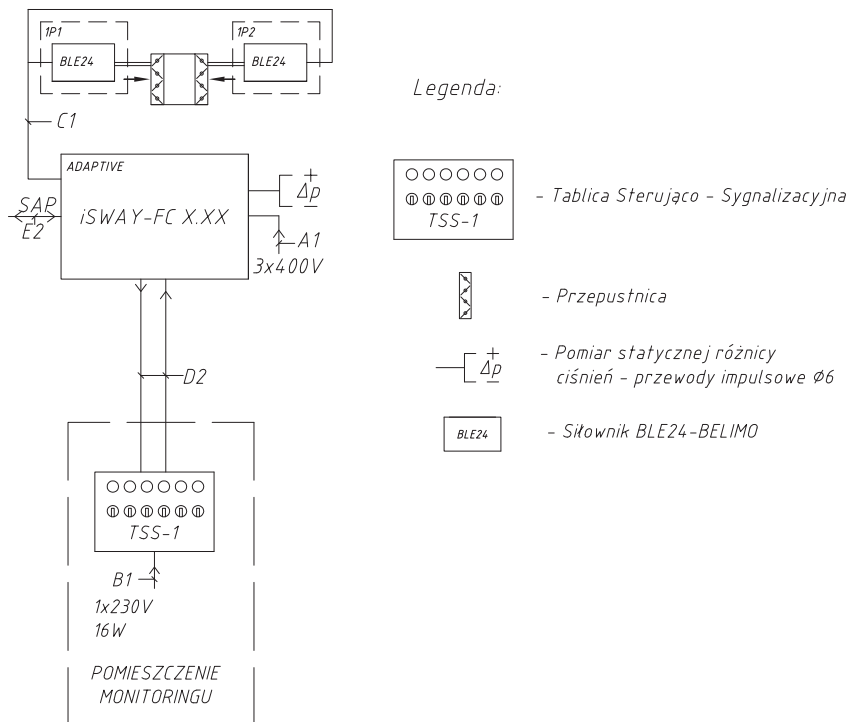 1P1
1P2
BLE24
BLE24
C1
Legenda:
ADAPTIVE
iSWAY-FC X.XX
SAP
E2
+
Δp
−
A1
3x400V
TSS-1
- Tablica Sterująco - Sygnalizacyjna
- Przepustnica
+
Δp
−
- Pomiar statycznej różnicy
ciśnień - przewody impulsowe Ø6
BLE24
- Siłownik BLE24-BELIMO
D2
TSS-1
B1
1x230V
16W
POMIESZCZENIE
MONITORINGU